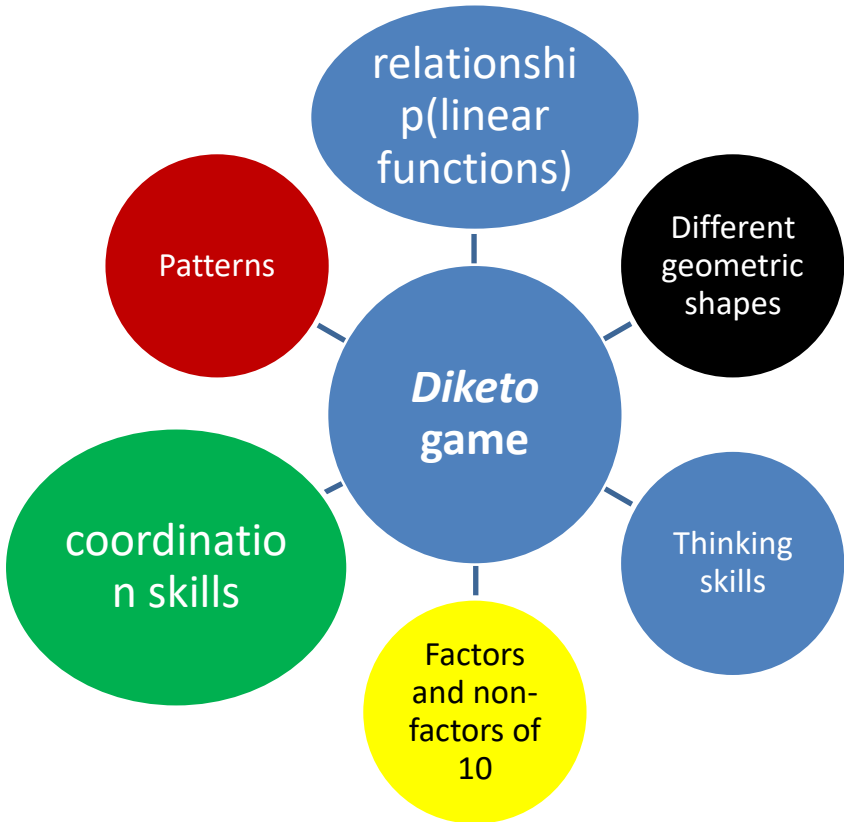 relationshi
p(linear
functions)
Different
geometric
shapes
Thinking
skills
Factors
and non-
factors of
10
coordinatio
n skills
Patterns
Diketo
game